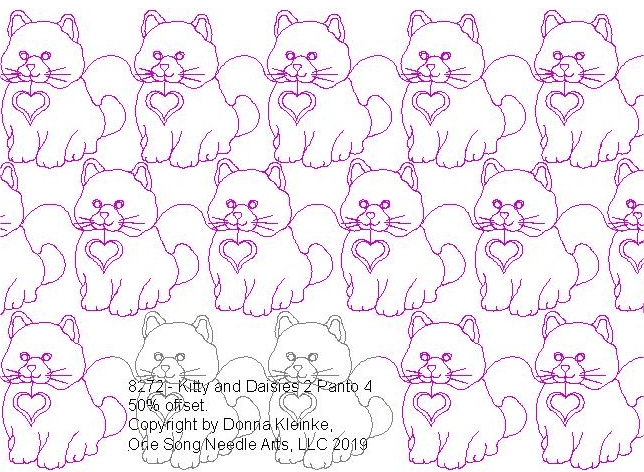 8272 - Kitty and Daisies 2 Panto 4
50% offset.
Copyright by Donna Kleinke,
One Song Needle Arts, LLC 2019